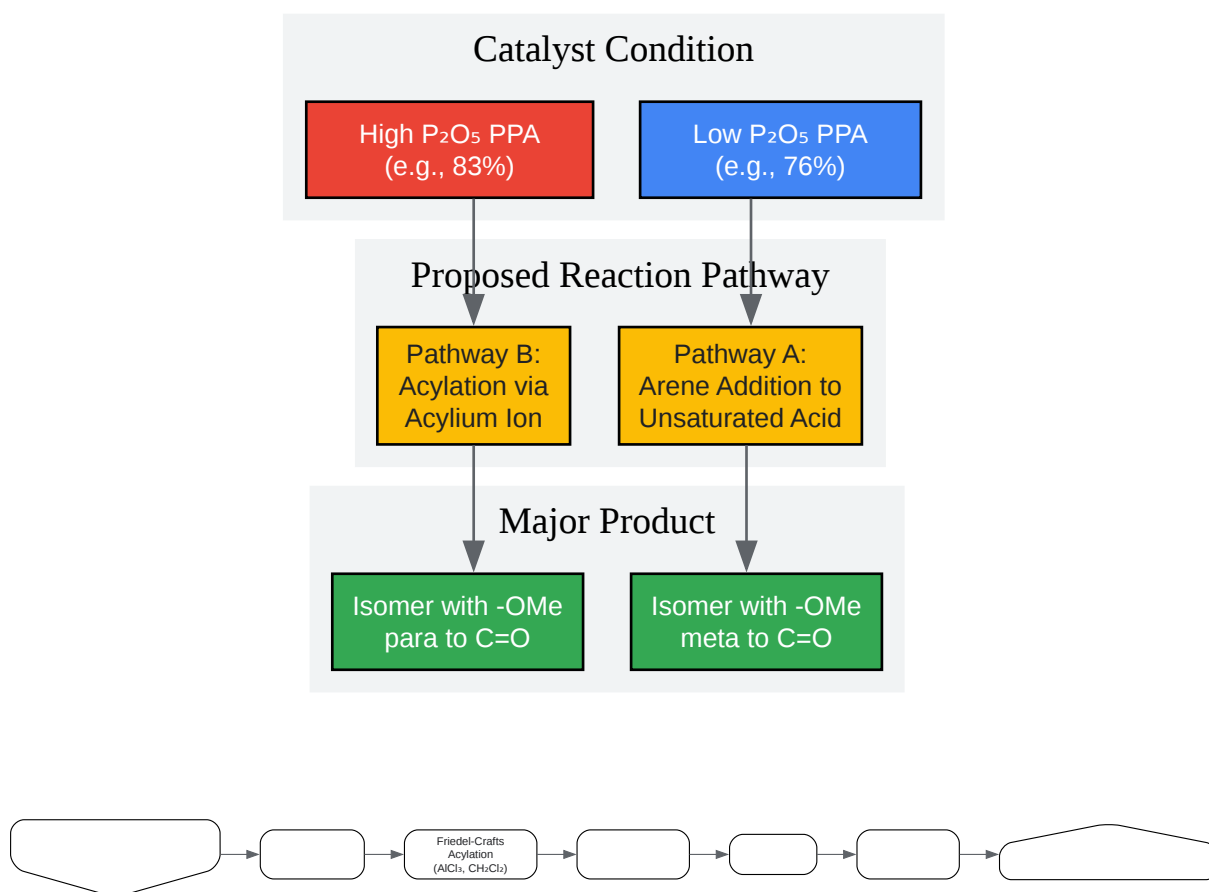 Catalyst Condition
High P₂O₅ PPA
(e.g., 83%)
Low P₂O₅ PPA
(e.g., 76%)
Proposed Reaction Pathway
Pathway B:
Acylation via
Acylium Ion
Pathway A:
Arene Addition to
Unsaturated Acid
Major Product
Isomer with -OMe
para to C=O
Isomer with -OMe
meta to C=O
Friedel-Crafts
Acylation
(AlCl₃, CH₂Cl₂)